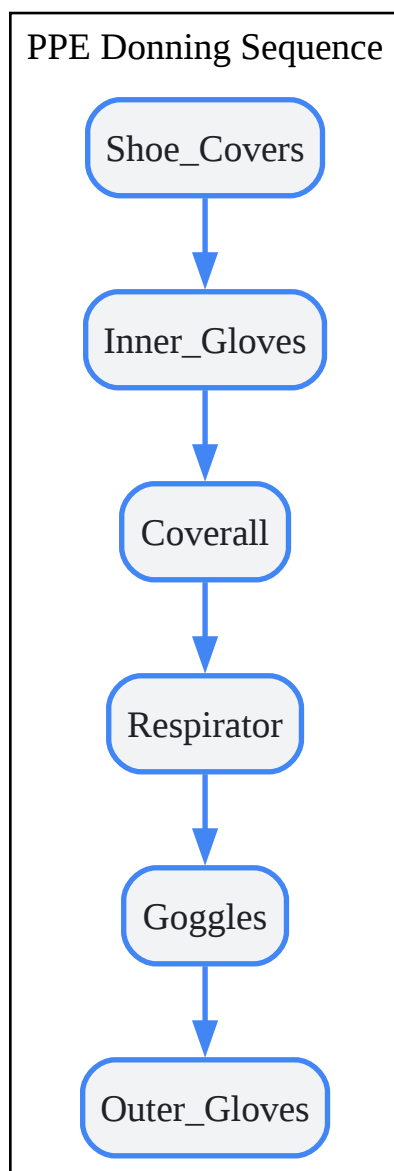 PPE Donning Sequence
Shoe_Covers
Inner_Gloves
Coverall
Respirator
Goggles
Outer_Gloves